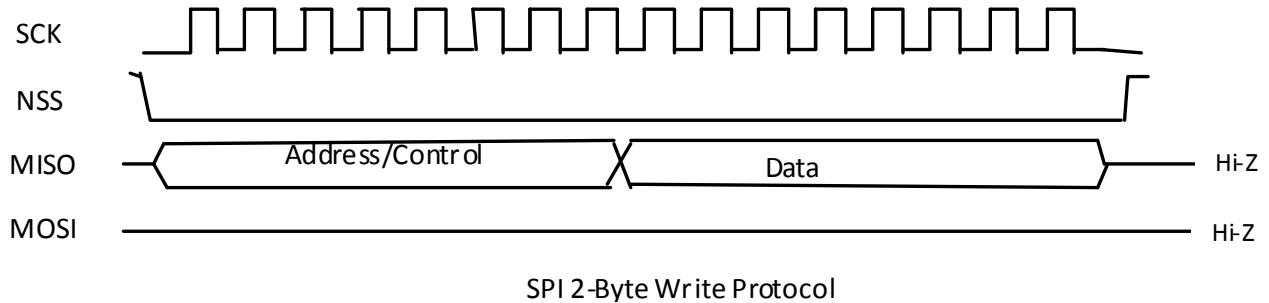 SCK
NSS
MISO Address/Control Data Hi-Z
MOSI Hi-Z
SPI 2-Byte Write Protocol